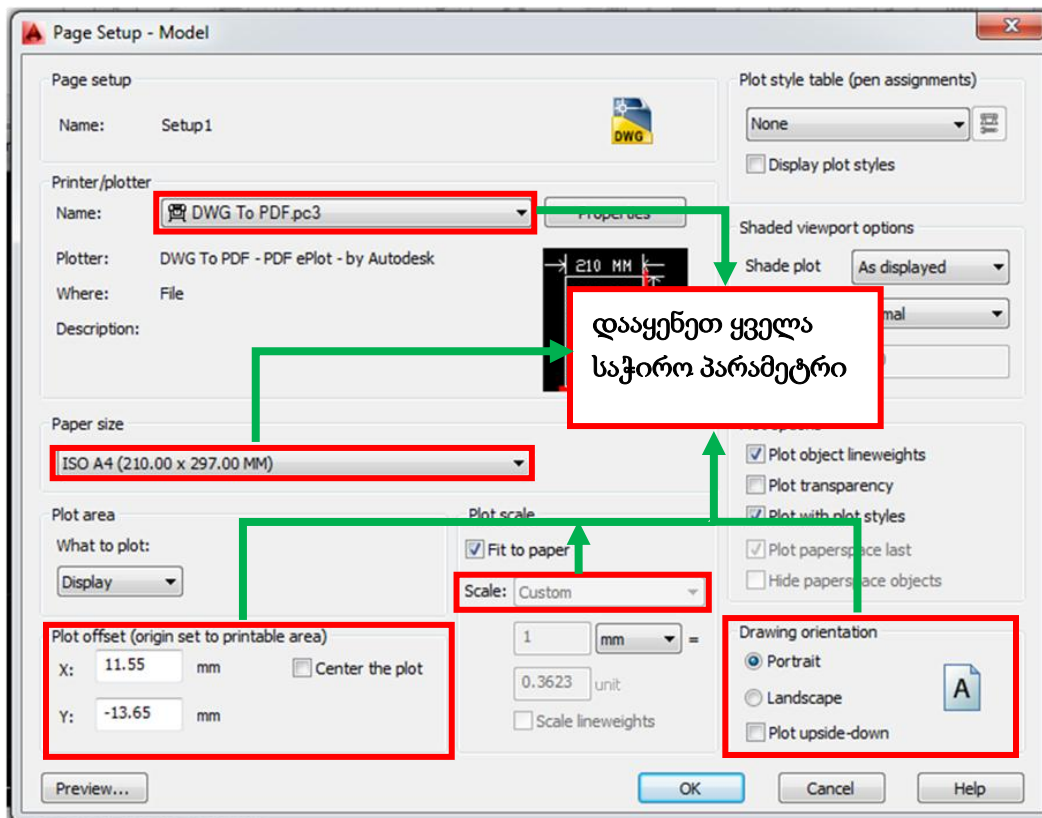 Page Setup - Model
Page setup
Name: Setup1
DWG
Printer/plotter
Name: DWG To PDF.pc3 Properties
Plotter: DWG To PDF - PDF ePlot - by Autodesk
Where: File
Description:
210 MM
Paper size
ISO A4 (210.00 x 297.00 MM)
Plot area
What to plot:
Display
Plot offset (origin set to printable area)
X: 11.55 mm Center the plot
Y: -13.65 mm
Plot scale
Fit to paper
Scale: Custom
1 mm =
0.3623 unit
Scale lineweights
Plot style table (pen assignments)
None
Display plot styles
Shaded viewport options
Shade plot As displayed
დააყენეთ ყველა
საჭირო პარამეტრი
Plot object lineweights
Plot transparency
Plot with plot styles
Plot paperspace last
Hide paperspace objects
Drawing orientation
Portrait
Landscape
Plot upside-down
A
Preview...
OK Cancel Help